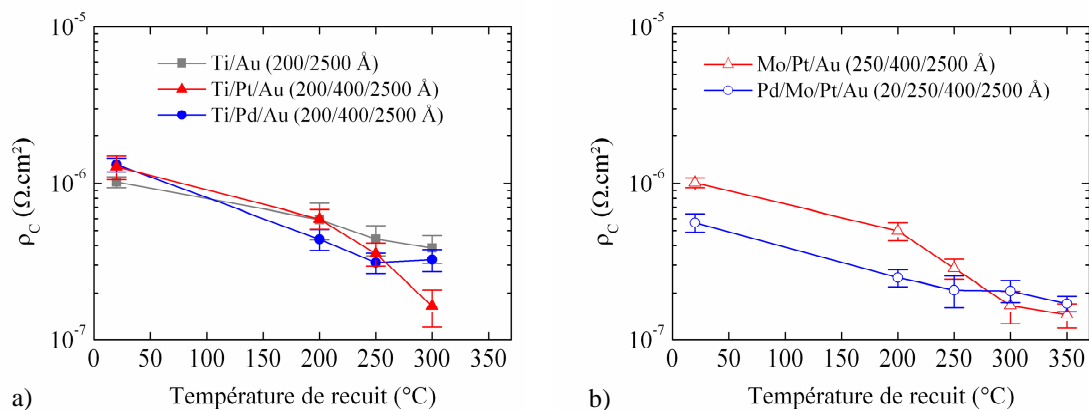 10⁻⁵
Ti/Au (200/2500 Å)
Ti/Pt/Au (200/400/2500 Å)
Ti/Pd/Au (200/400/2500 Å)
10⁻⁶
ρ_C (Ω.cm²)
10⁻⁷
0 50 100 150 200 250 300 350
Température de recuit (°C)
a)
10⁻⁵
Mo/Pt/Au (250/400/2500 Å)
Pd/Mo/Pt/Au (20/250/400/2500 Å)
10⁻⁶
ρ_C (Ω.cm²)
10⁻⁷
0 50 100 150 200 250 300 350
Température de recuit (°C)
b)